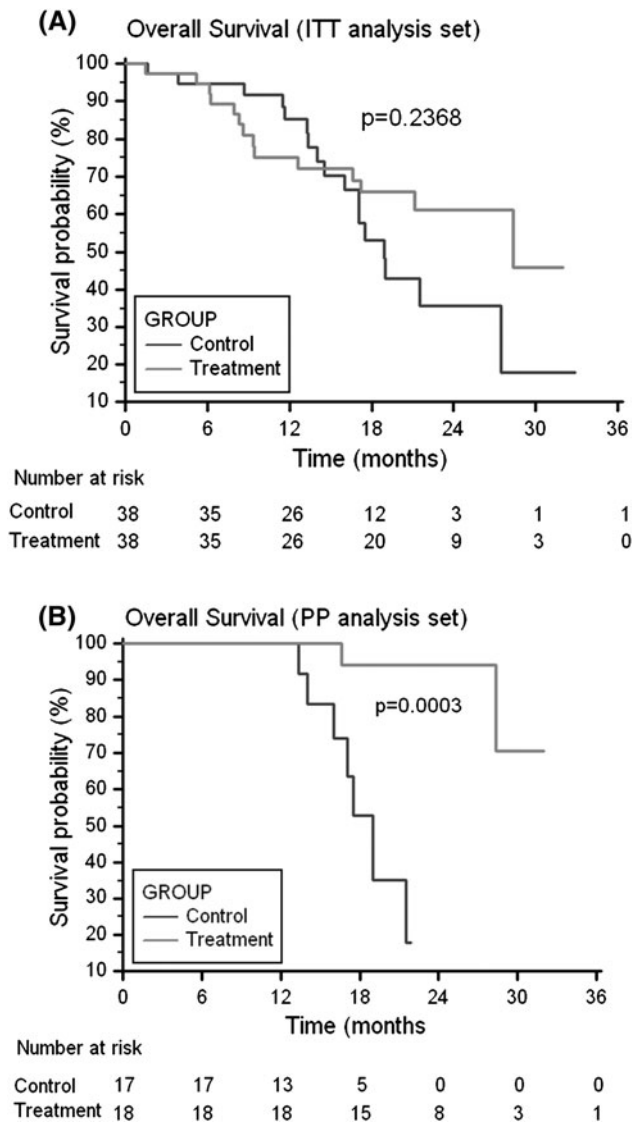 (A) Overall Survival (ITT analysis set)
100
90
80
70
60
50
40
30
20
10
Survival probability (%)
p=0.2368
GROUP
Control
Treatment
0 6 12 18 24 30 36
Time (months)
Number at risk
Control 38 35 26 12 3 1 1
Treatment 38 35 26 20 9 3 0
(B) Overall Survival (PP analysis set)
100
90
80
70
60
50
40
30
20
10
Survival probability (%)
p=0.0003
GROUP
Control
Treatment
0 6 12 18 24 30 36
Time (months
Number at risk
Control 17 17 13 5 0 0 0
Treatment 18 18 18 15 8 3 1